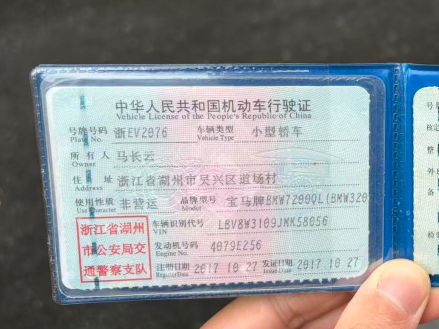 中华人民共和国机动车行驶证
Vehicle License of the People's Republic of China
号牌号码 浙EV2076 车辆类型 小型轿车
Plate No. Vehicle Type
所有人 马长云
Owner
住址 浙江省湖州市吴兴区道场村
Address
使用性质 非营运 品牌型号 宝马牌BMW7200QL(BMW320
Use Character Model
浙江省湖州市公安局交通警察支队
车辆识别代号 LBV8W3109JMK58056
VIN
发动机号码 4079E256
Engine No.
注册日期 2017 10 27 发证日期 2017 10 27
Register Date Issue Date